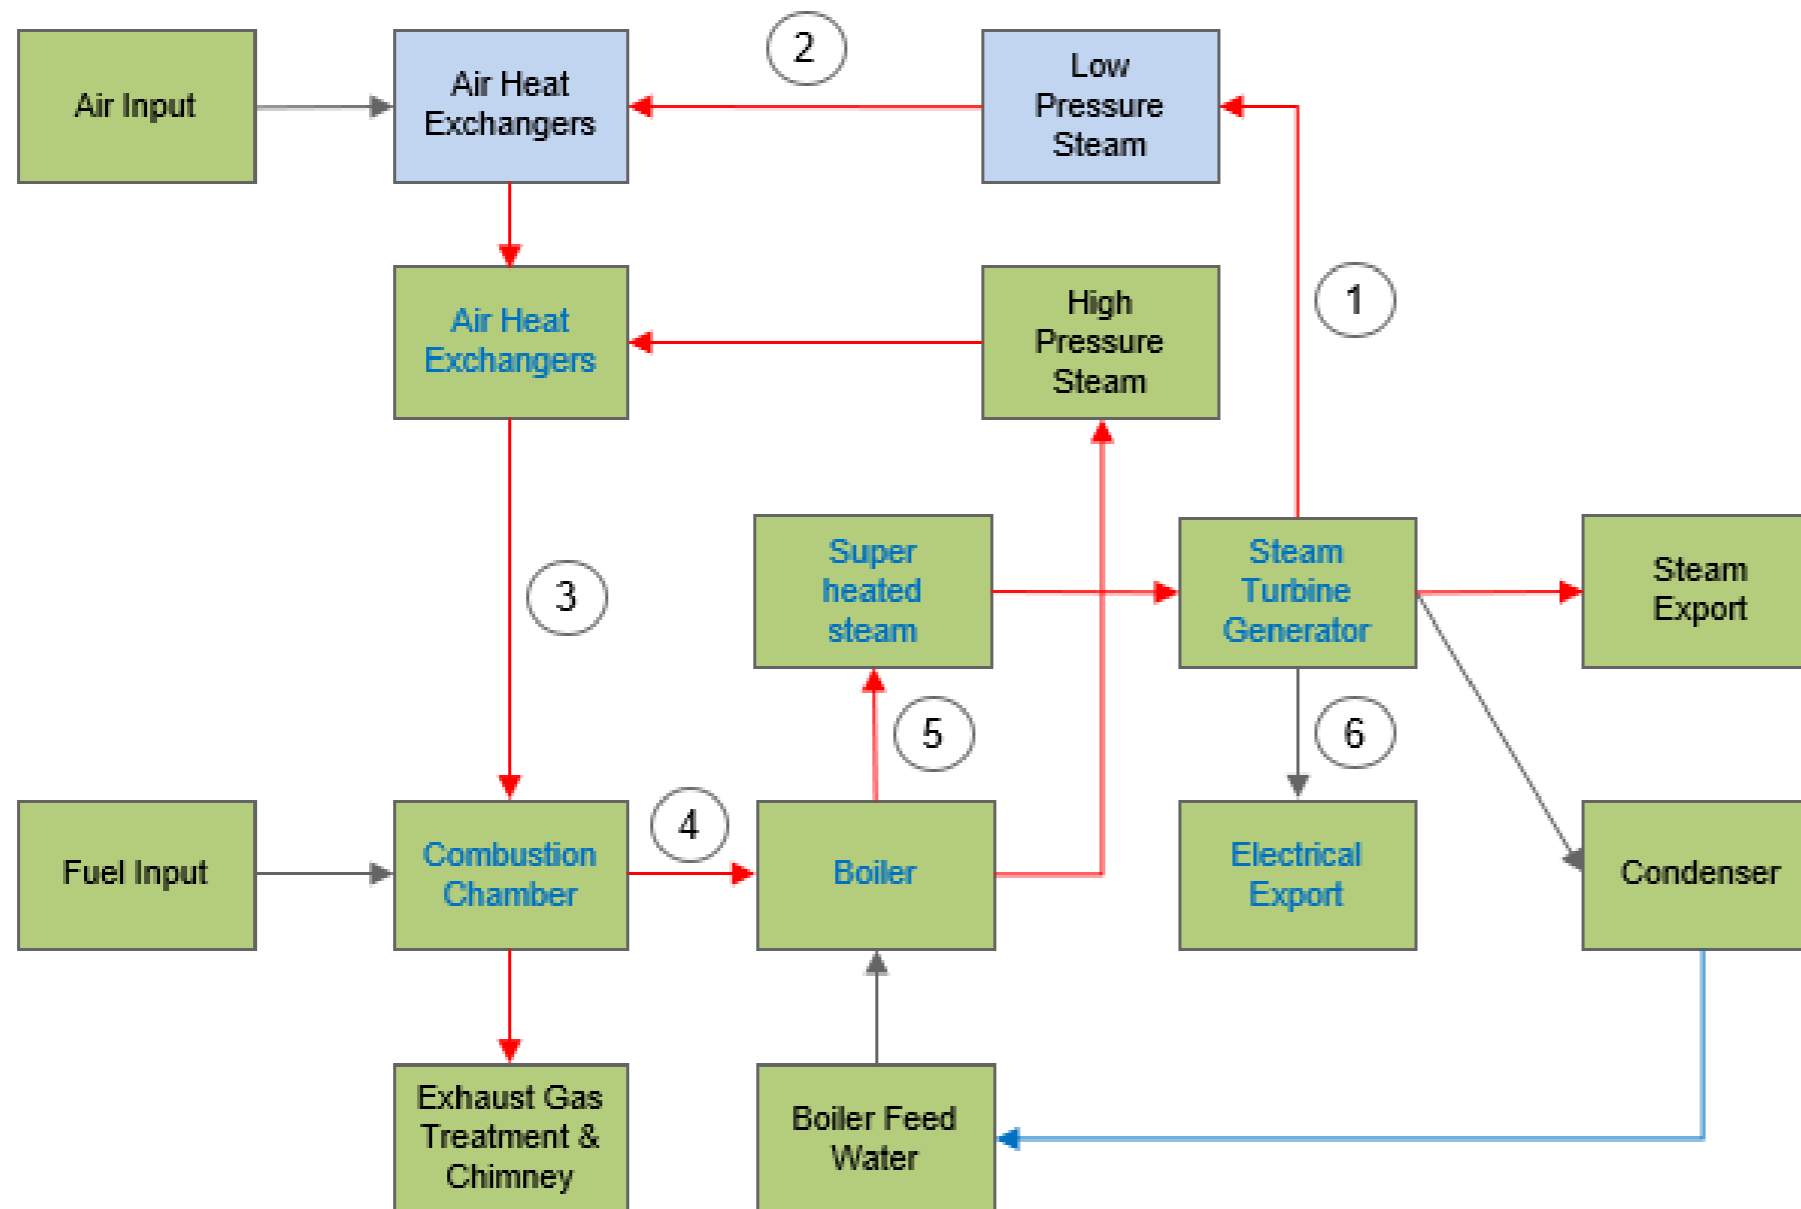 Air Input
Air Heat
Exchangers
2
Low
Pressure
Steam
Air Heat
Exchangers
High
Pressure
Steam
1
3
Super
heated
steam
Steam
Turbine
Generator
Steam
Export
5
6
Fuel Input
Combustion
Chamber
4
Boiler
Electrical
Export
Condenser
Exhaust Gas
Treatment &
Chimney
Boiler Feed
Water